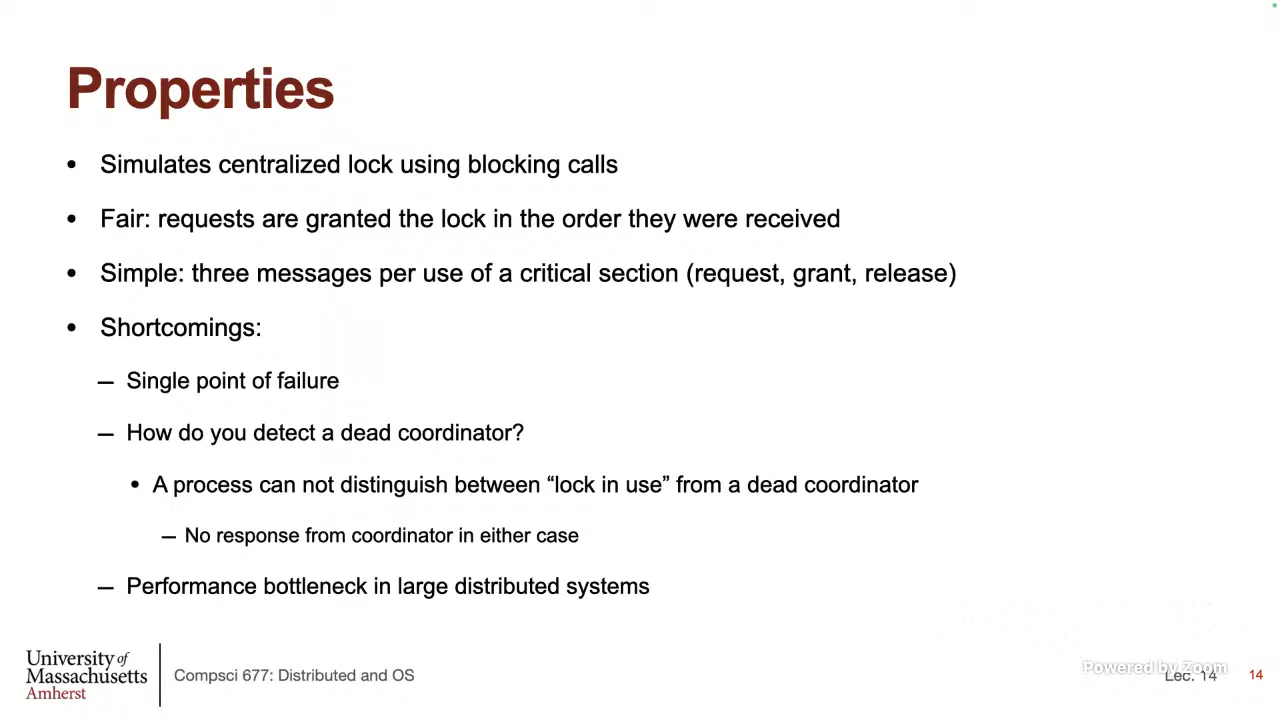 Properties
• Simulates centralized lock using blocking calls
• Fair: requests are granted the lock in the order they were received
• Simple: three messages per use of a critical section (request, grant, release)
• Shortcomings:
– Single point of failure
– How do you detect a dead coordinator?
• A process can not distinguish between “lock in use” from a dead coordinator
– No response from coordinator in either case
– Performance bottleneck in large distributed systems
University of
Massachusetts
Amherst
Compsci 677: Distributed and OS
Powered by Zoom
Lec. 14
14